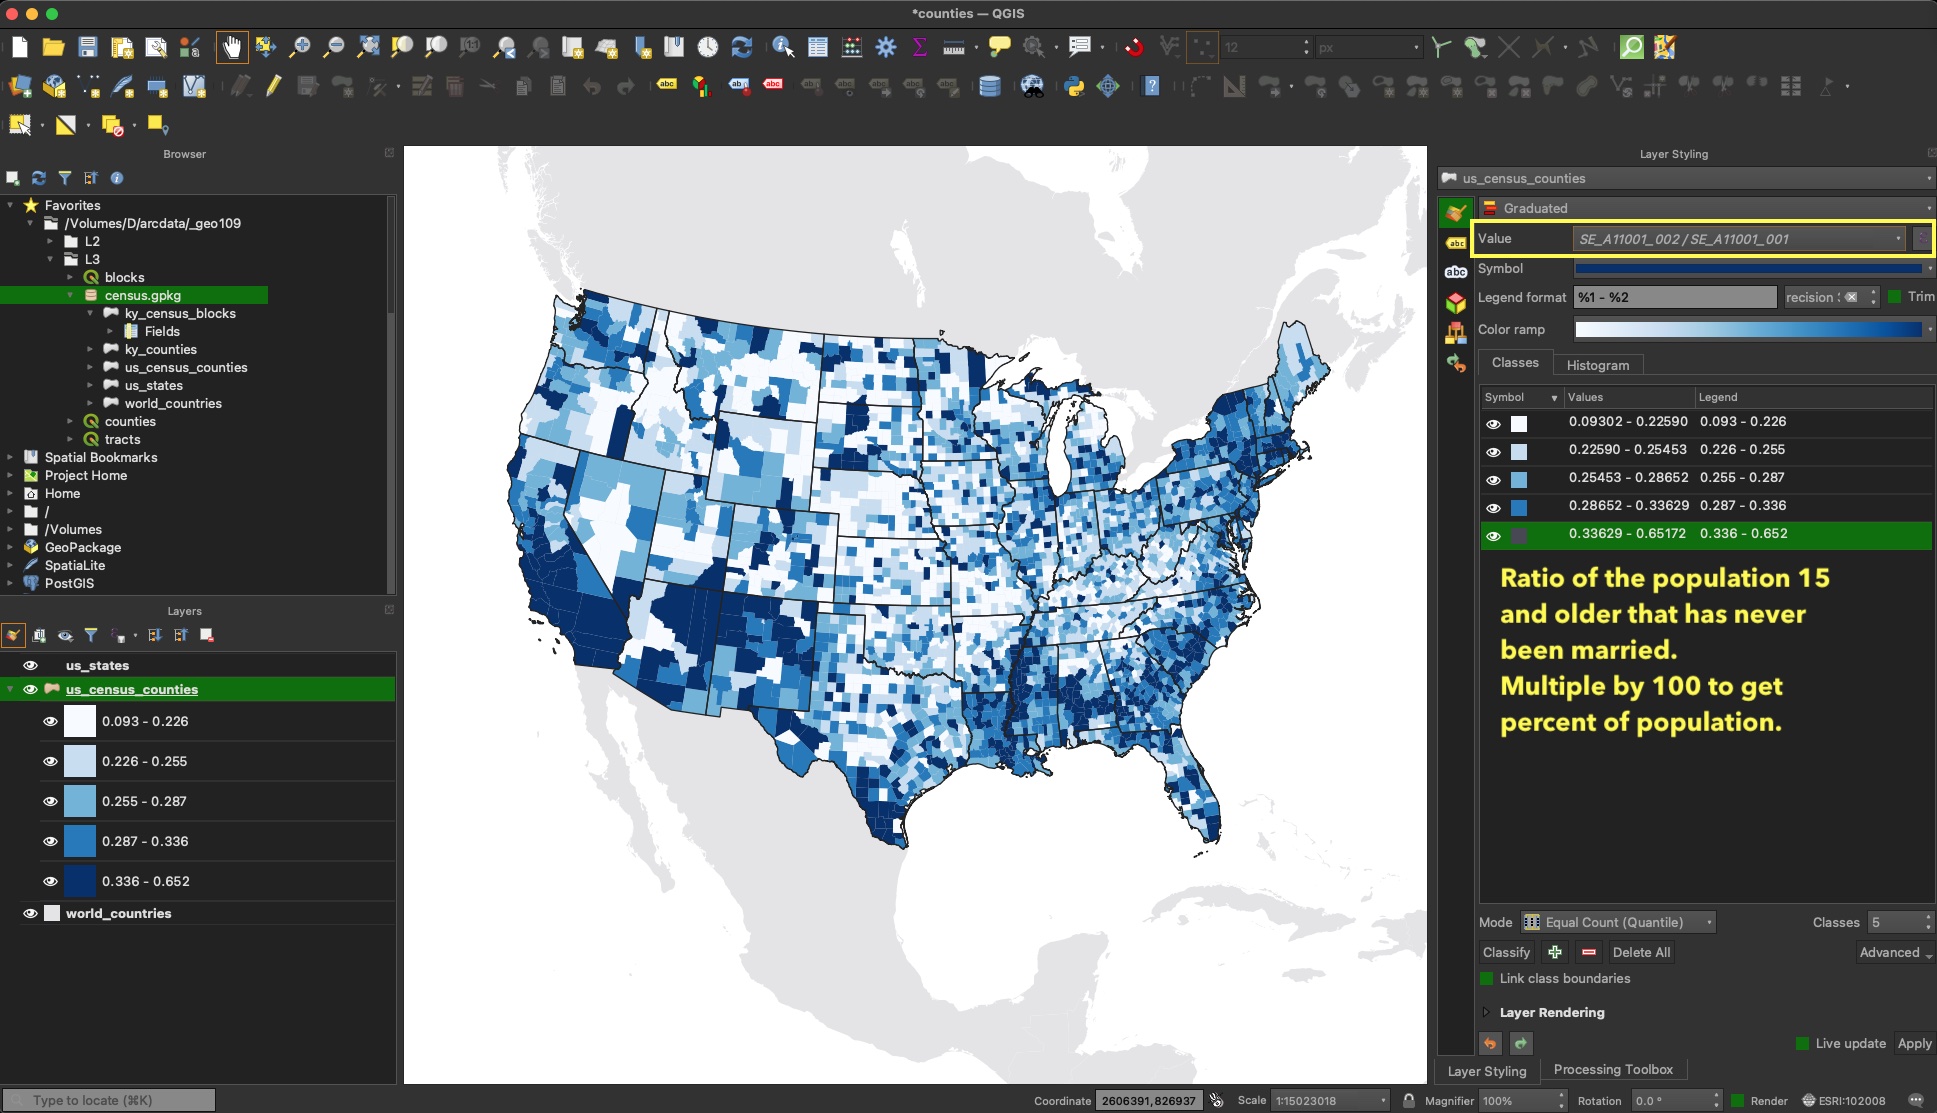 *counties — QGIS
12
px
abc
Browser
Favorites
/Volumes/D/arcdata/_geo109
L2
L3
blocks
census.gpkg
ky_census_blocks
Fields
ky_counties
us_census_counties
us_states
world_countries
counties
tracts
Spatial Bookmarks
Project Home
Home
/
/Volumes
GeoPackage
SpatiaLite
PostGIS
Layers
us_states
us_census_counties
0.093 - 0.226
0.226 - 0.255
0.255 - 0.287
0.287 - 0.336
0.336 - 0.652
world_countries
Layer Styling
us_census_counties
Graduated
Value SE_A11001_002 / SE_A11001_001
Symbol
Legend format %1 - %2 recision : Trim
Color ramp
Classes Histogram
Symbol Values Legend
0.09302 - 0.22590 0.093 - 0.226
0.22590 - 0.25453 0.226 - 0.255
0.25453 - 0.28652 0.255 - 0.287
0.28652 - 0.33629 0.287 - 0.336
0.33629 - 0.65172 0.336 - 0.652
Ratio of the population 15
and older that has never
been married.
Multiple by 100 to get
percent of population.
Mode Equal Count (Quantile) Classes 5
Classify Delete All Advanced
Link class boundaries
Layer Rendering
Live update Apply
Layer Styling Processing Toolbox
Type to locate (⌘K) Coordinate 2606391,826937 Scale 1:15023018 Magnifier 100% Rotation 0.0 ° Render ESRI:102008